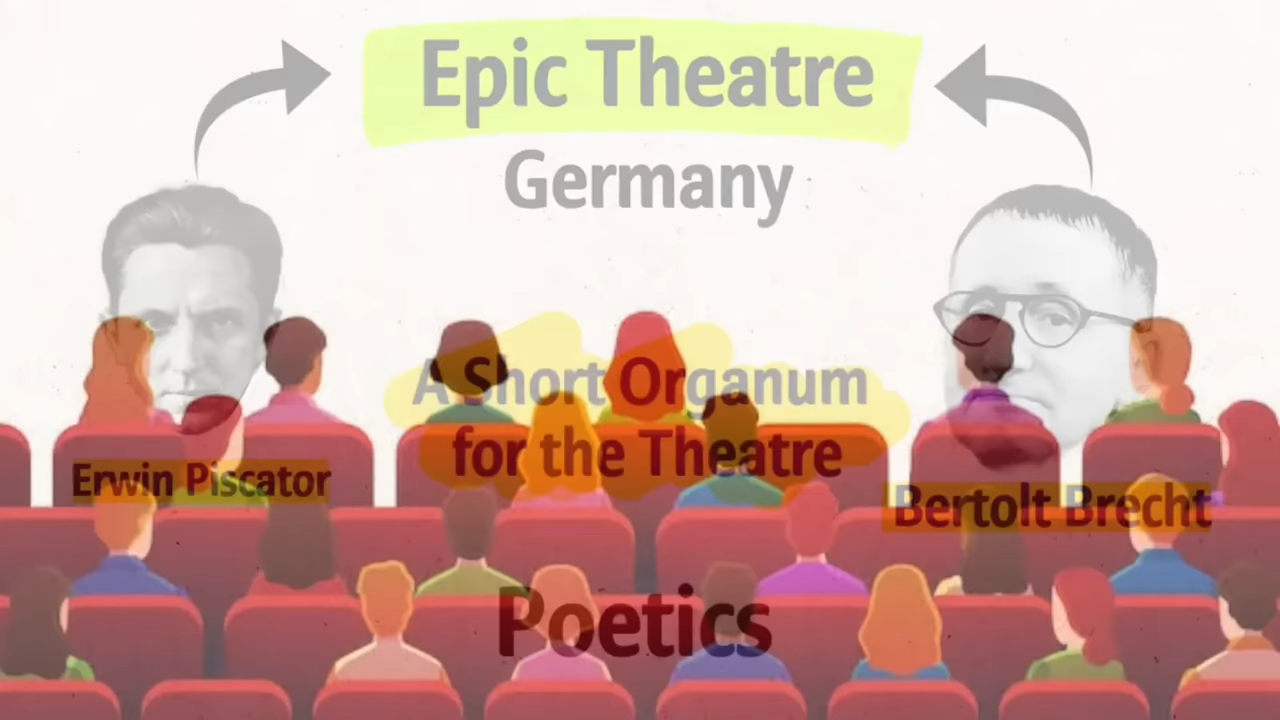 Epic Theatre
Germany
A Short Organum
for the Theatre
Erwin Piscator
Bertolt Brecht
Poetics